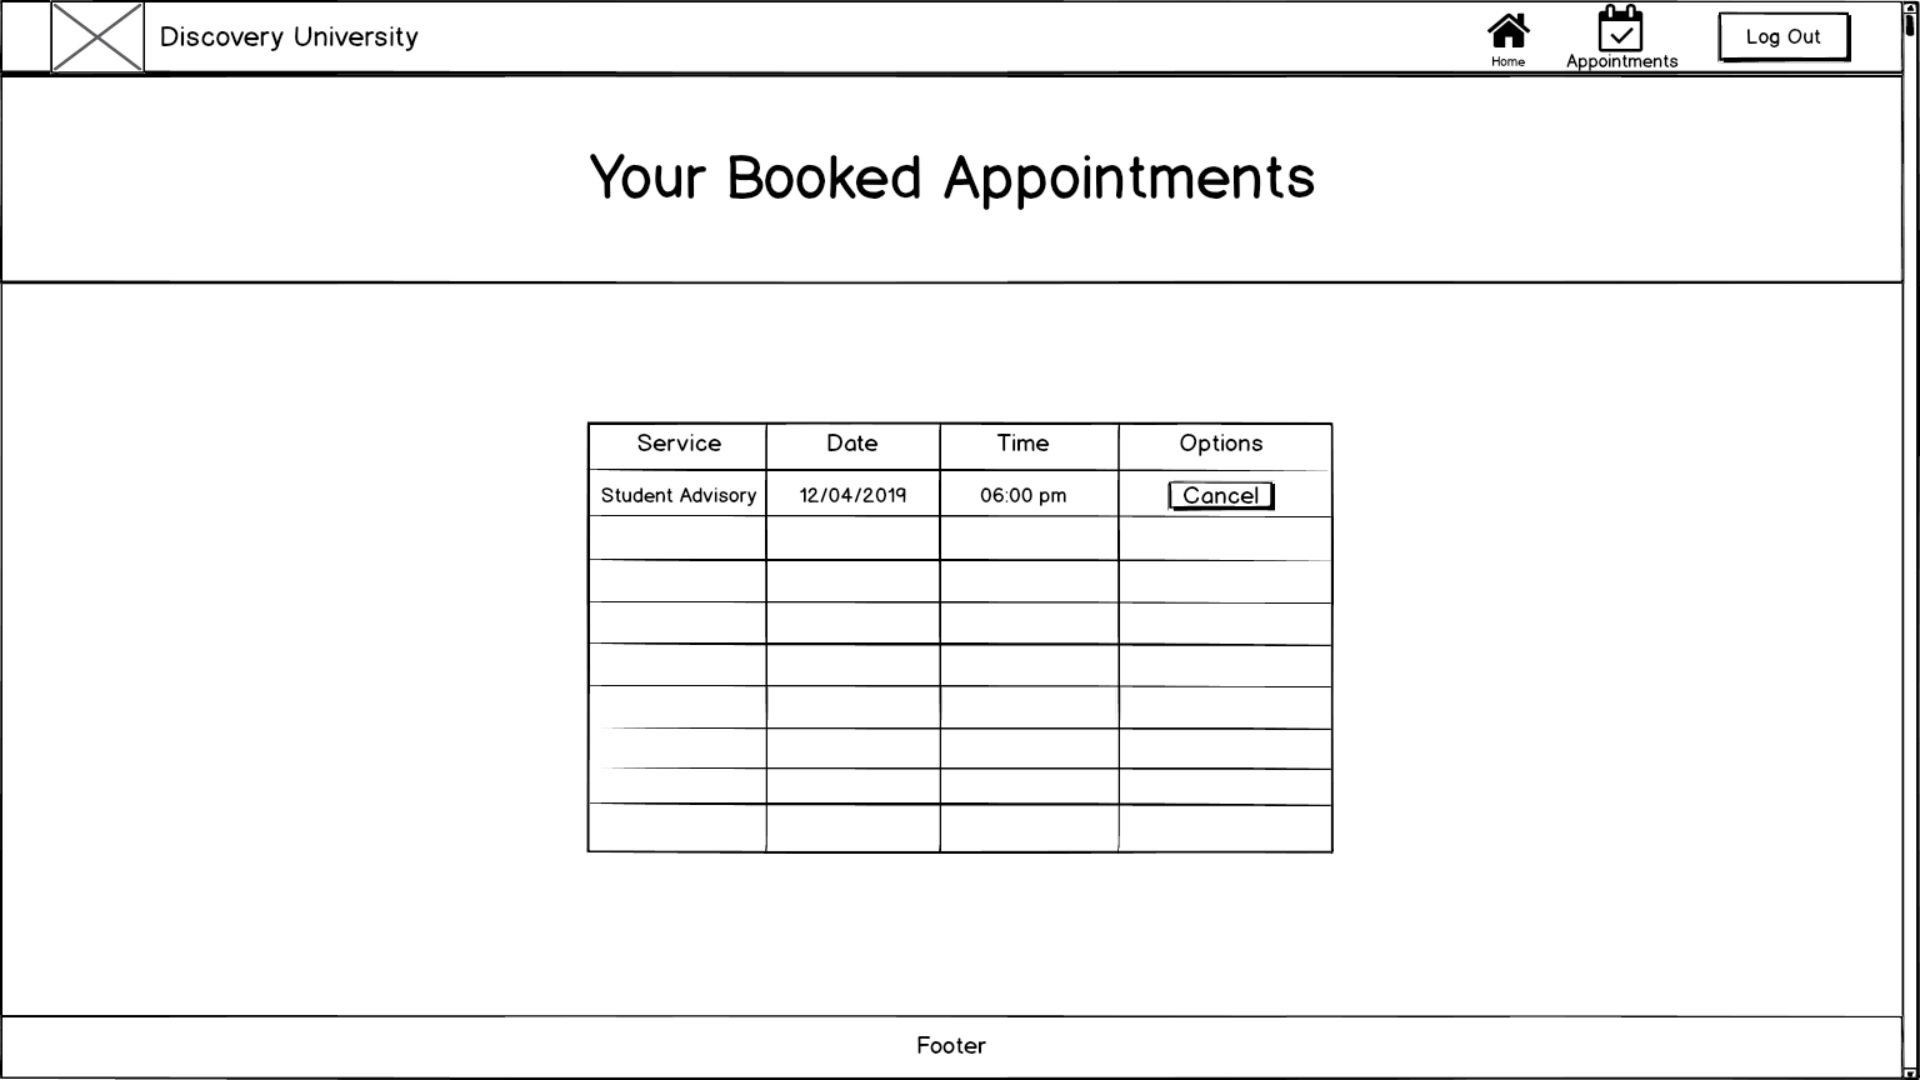 Discovery University
Home
Appointments
Log Out
Your Booked Appointments
Service Date Time Options
Student Advisory 12/04/2019 06:00 pm Cancel
Footer